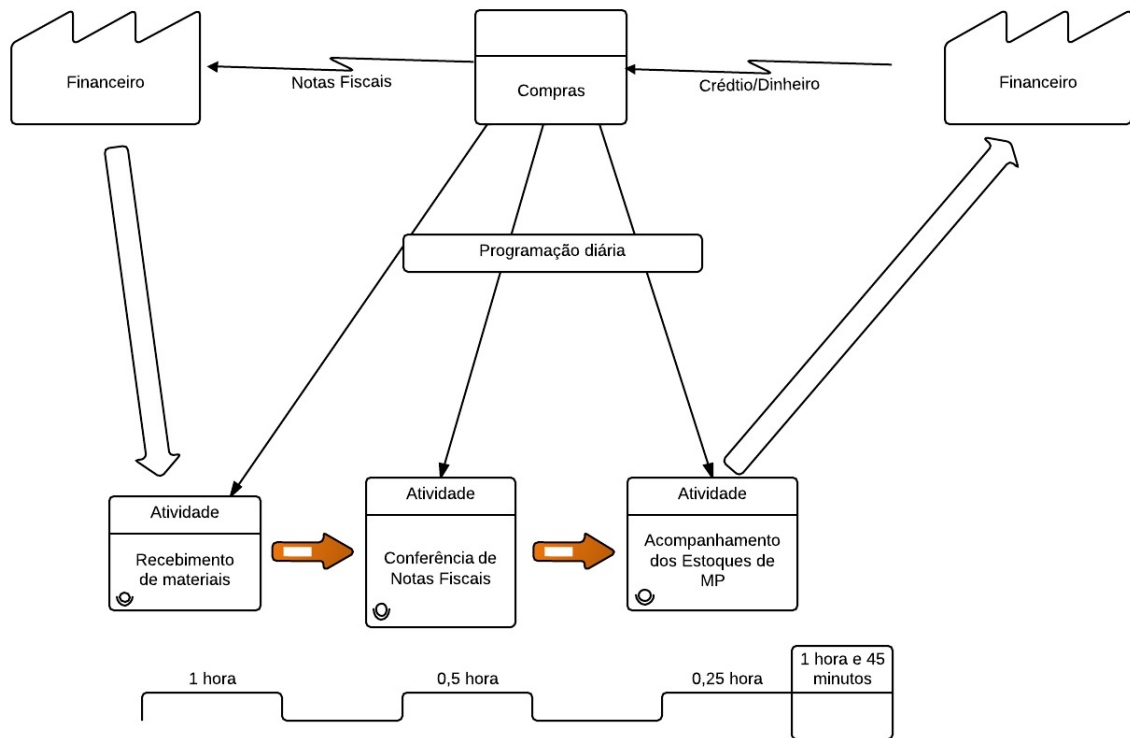 Financeiro
Notas Fiscais
Compras
Crédtio/Dinheiro
Financeiro
Programação diária
Atividade
Recebimento
de materiais
Atividade
Conferência de
Notas Fiscais
Atividade
Acompanhamento
dos Estoques de
MP
1 hora
0,5 hora
0,25 hora
1 hora e 45
minutos